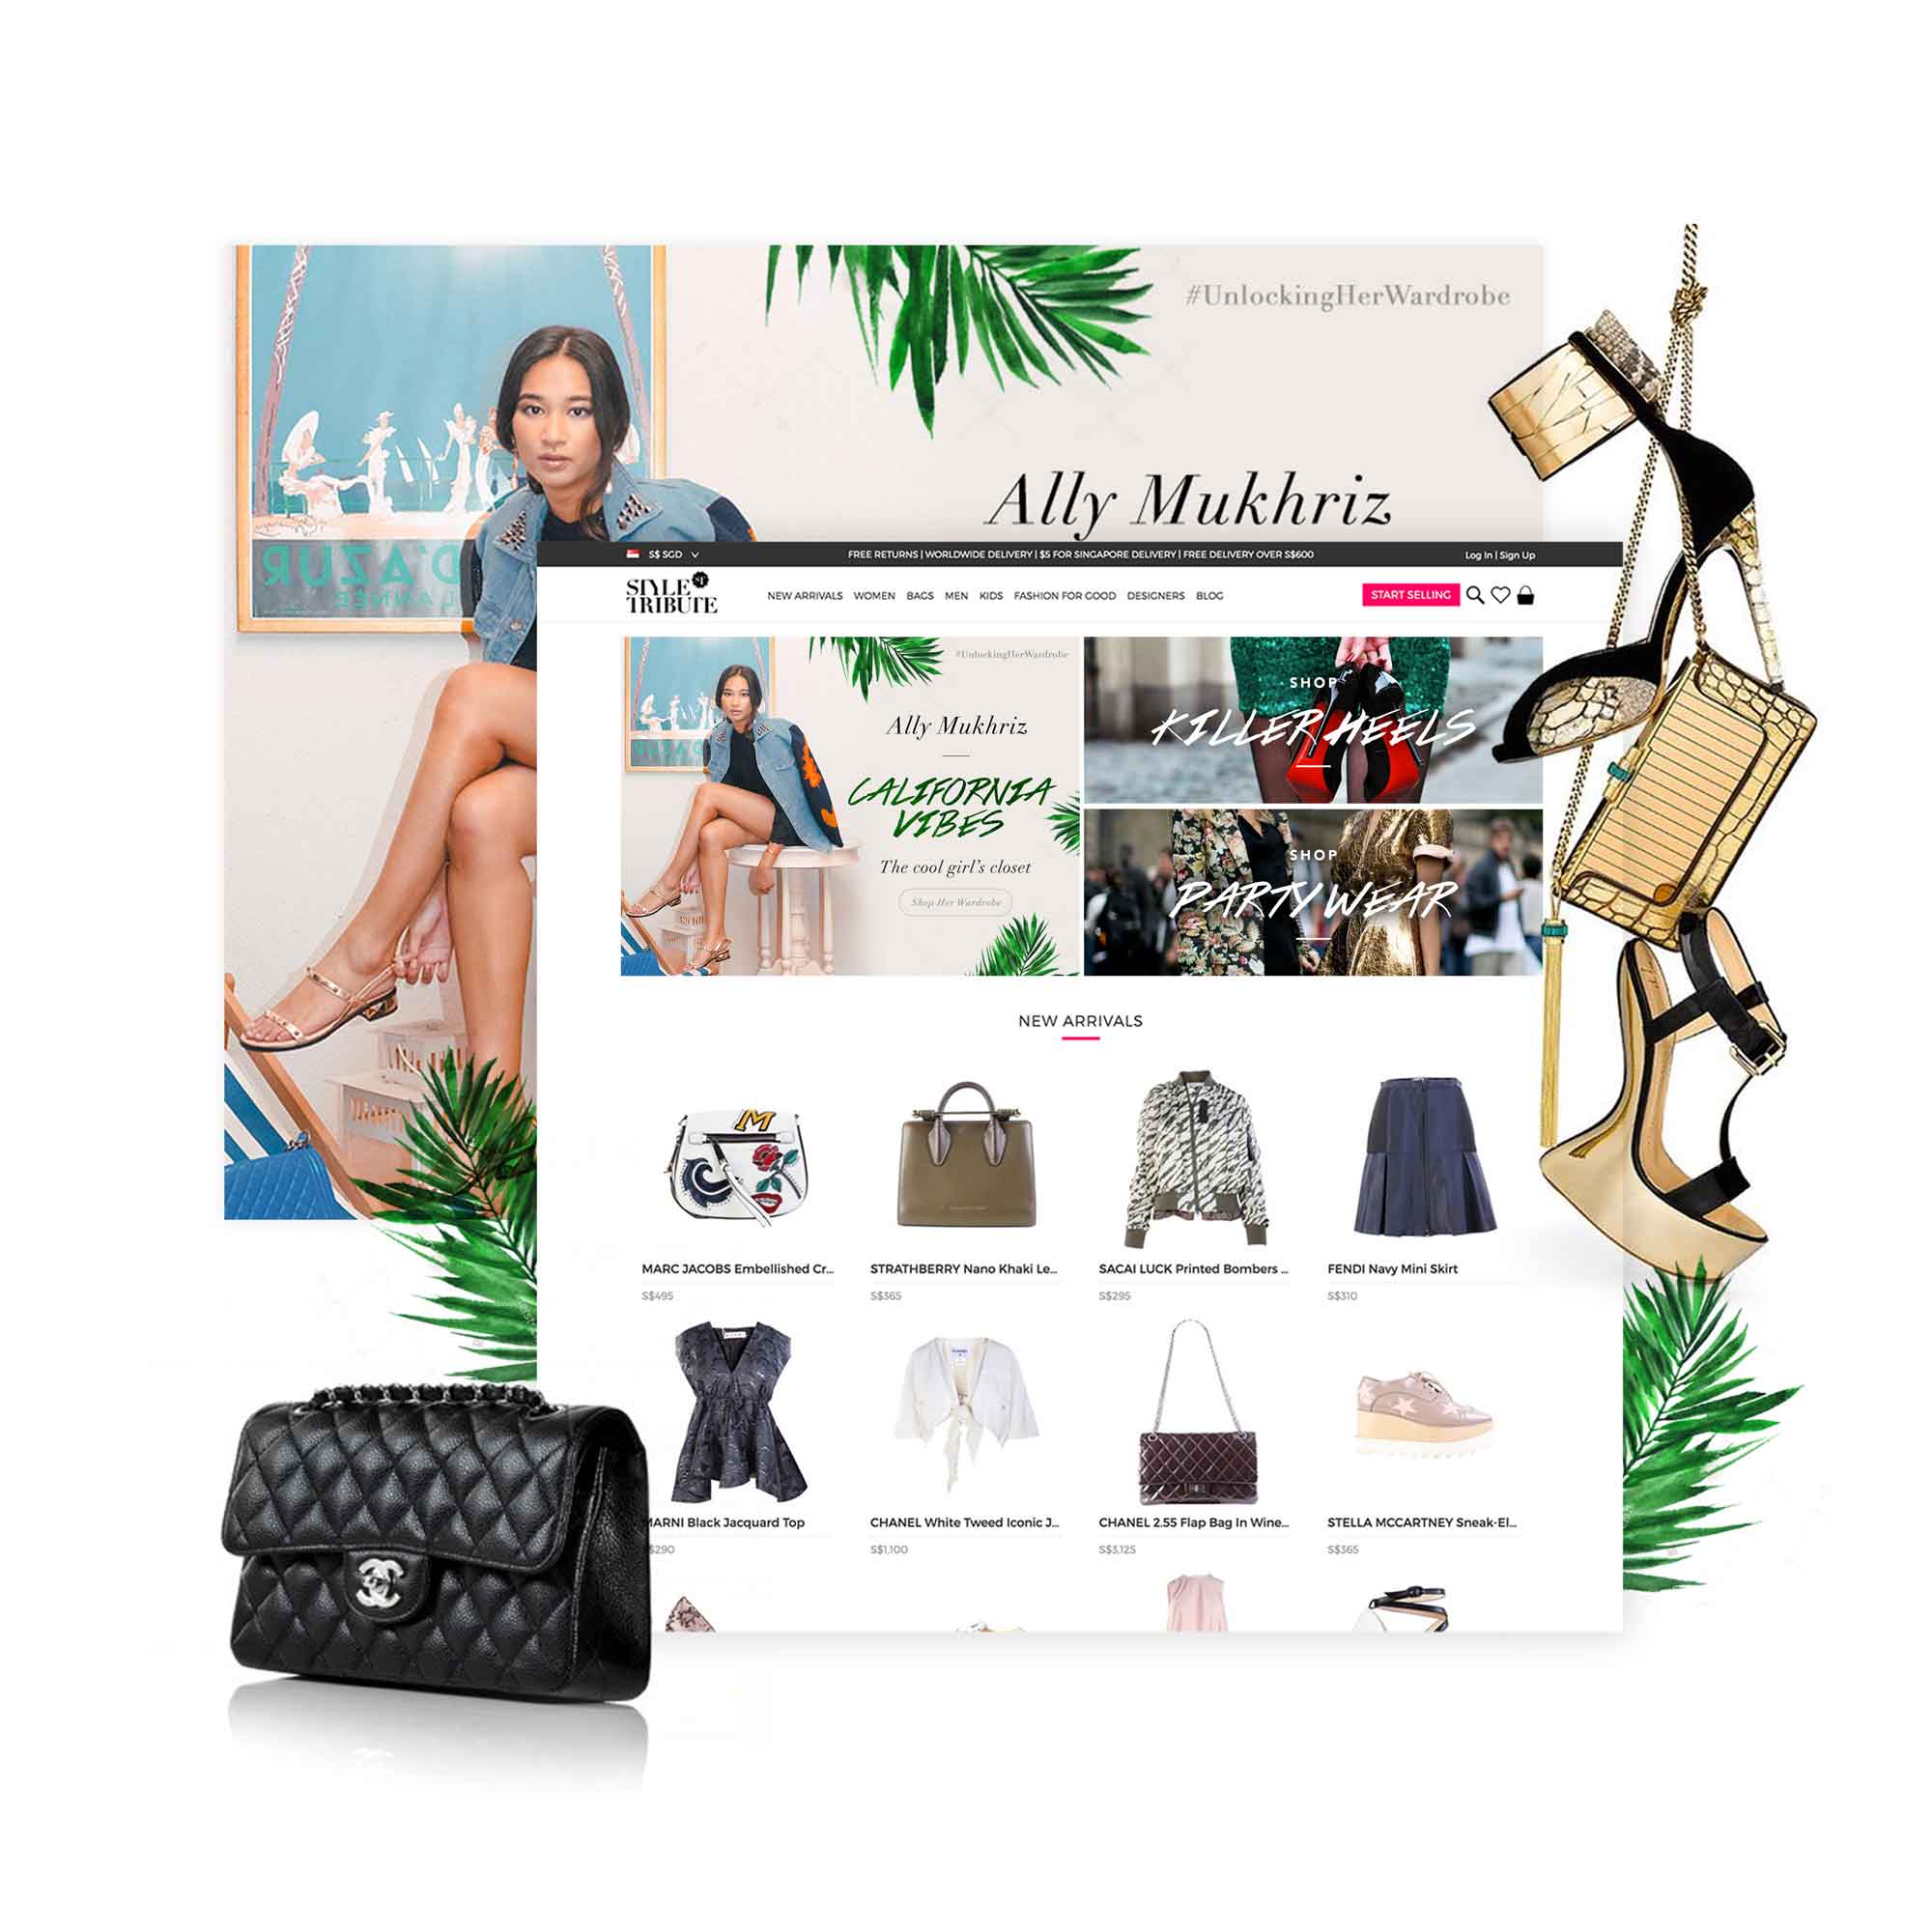 #UnlockingHerWardrobe
Ally Mukhriz
D'AZUR
L'ANNÉE
S$ SGD
FREE RETURNS | WORLDWIDE DELIVERY | $5 FOR SINGAPORE DELIVERY | FREE DELIVERY OVER S$600
Log In | Sign Up
STYLE ST
TRIBUTE
NEW ARRIVALS WOMEN BAGS MEN KIDS FASHION FOR GOOD DESIGNERS BLOG
START SELLING
#UnlockingHerWardrobe
Ally Mukhriz
CALIFORNIA
VIBES
The cool girl's closet
Shop Her Wardrobe
SHOP
KILLER HEELS
SHOP
PARTY WEAR
NEW ARRIVALS
M
MARC JACOBS Embellished Cr...
S$495
STRATHBERRY Nano Khaki Le...
S$365
SACAI LUCK Printed Bombers ...
S$295
FENDI Navy Mini Skirt
S$310
MARNI Black Jacquard Top
S$290
CHANEL White Tweed Iconic J...
S$1,100
CHANEL 2.55 Flap Bag In Wine...
S$3,125
STELLA MCCARTNEY Sneak-El...
S$365